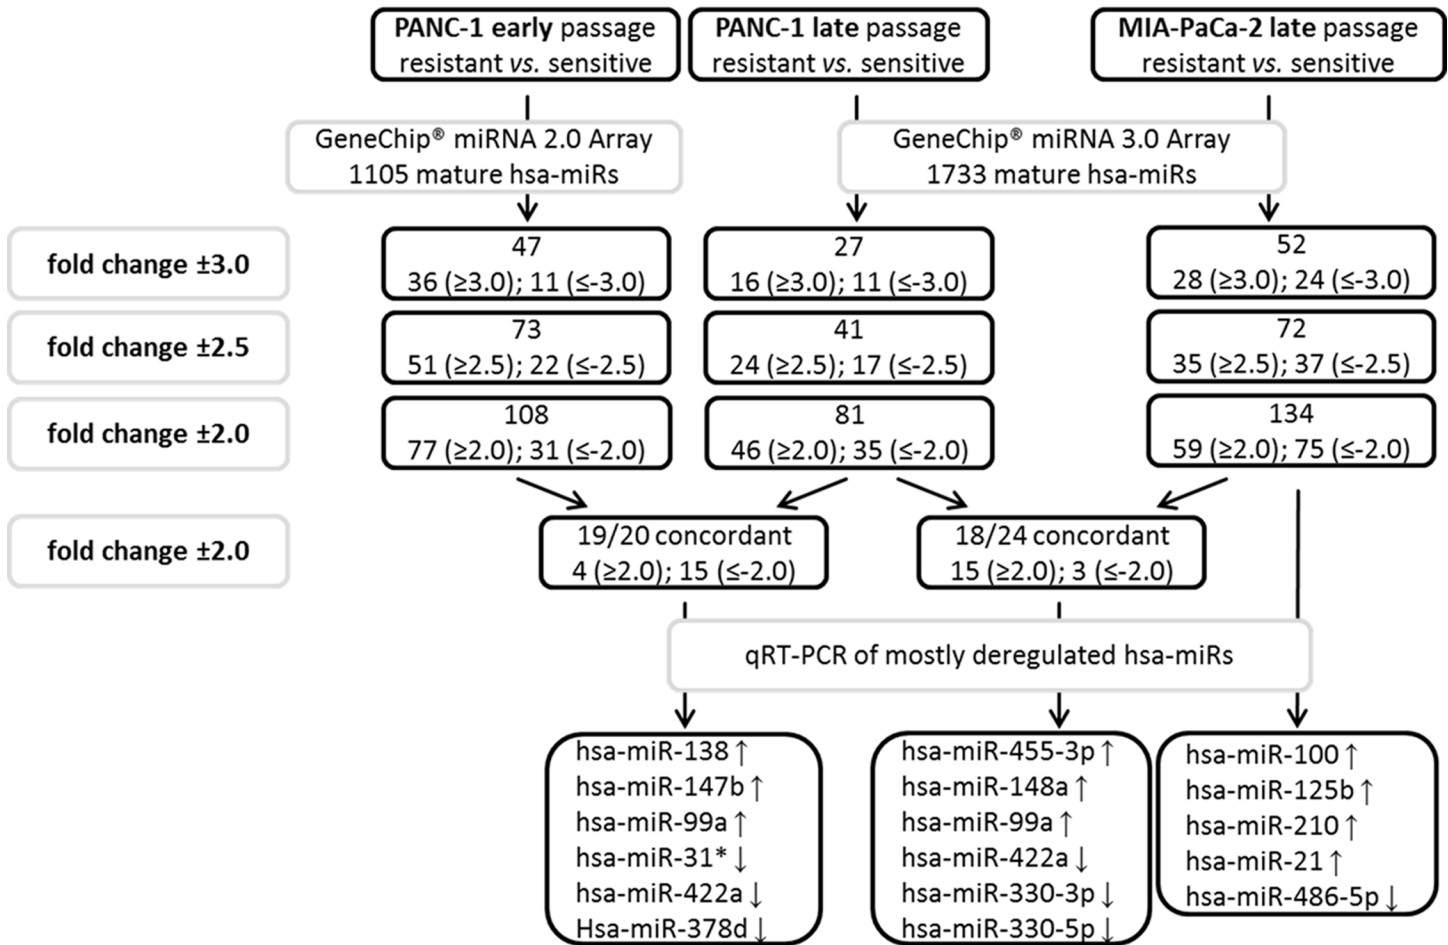 PANC-1 early passage
resistant vs. sensitive
PANC-1 late passage
resistant vs. sensitive
MIA-PaCa-2 late passage
resistant vs. sensitive
GeneChip® miRNA 2.0 Array
1105 mature hsa-miRs
GeneChip® miRNA 3.0 Array
1733 mature hsa-miRs
fold change ±3.0
47
36 (≥3.0); 11 (≤-3.0)
27
16 (≥3.0); 11 (≤-3.0)
52
28 (≥3.0); 24 (≤-3.0)
fold change ±2.5
73
51 (≥2.5); 22 (≤-2.5)
41
24 (≥2.5); 17 (≤-2.5)
72
35 (≥2.5); 37 (≤-2.5)
fold change ±2.0
108
77 (≥2.0); 31 (≤-2.0)
81
46 (≥2.0); 35 (≤-2.0)
134
59 (≥2.0); 75 (≤-2.0)
fold change ±2.0
19/20 concordant
4 (≥2.0); 15 (≤-2.0)
18/24 concordant
15 (≥2.0); 3 (≤-2.0)
qRT-PCR of mostly deregulated hsa-miRs
hsa-miR-138 ↑
hsa-miR-147b ↑
hsa-miR-99a ↑
hsa-miR-31* ↓
hsa-miR-422a ↓
Hsa-miR-378d ↓
hsa-miR-455-3p ↑
hsa-miR-148a ↑
hsa-miR-99a ↑
hsa-miR-422a ↓
hsa-miR-330-3p ↓
hsa-miR-330-5p ↓
hsa-miR-100 ↑
hsa-miR-125b ↑
hsa-miR-210 ↑
hsa-miR-21 ↑
hsa-miR-486-5p ↓